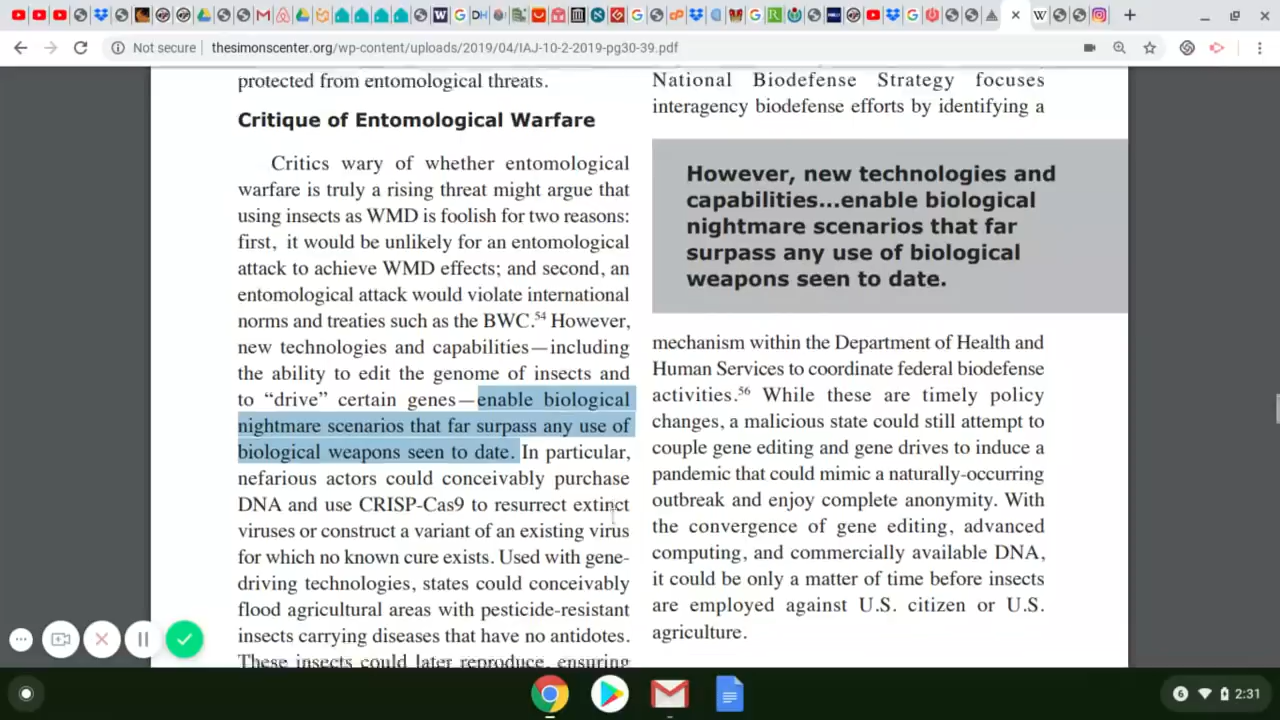 Not secure
thesimonscenter.org/wp-content/uploads/2019/04/IAJ-10-2-2019-pg30-39.pdf
protected from entomological threats.
Critique of Entomological Warfare
Critics wary of whether entomological
warfare is truly a rising threat might argue that
using insects as WMD is foolish for two reasons:
first, it would be unlikely for an entomological
attack to achieve WMD effects; and second, an
entomological attack would violate international
norms and treaties such as the BWC.54 However,
new technologies and capabilities—including
the ability to edit the genome of insects and
to “drive” certain genes—enable biological
nightmare scenarios that far surpass any use of
biological weapons seen to date. In particular,
nefarious actors could conceivably purchase
DNA and use CRISP-Cas9 to resurrect extinct
viruses or construct a variant of an existing virus
for which no known cure exists. Used with gene-
driving technologies, states could conceivably
flood agricultural areas with pesticide-resistant
insects carrying diseases that have no antidotes.
These insects could later reproduce, ensuring
National Biodefense Strategy focuses
interagency biodefense efforts by identifying a
However, new technologies and
capabilities...enable biological
nightmare scenarios that far
surpass any use of biological
weapons seen to date.
mechanism within the Department of Health and
Human Services to coordinate federal biodefense
activities.56 While these are timely policy
changes, a malicious state could still attempt to
couple gene editing and gene drives to induce a
pandemic that could mimic a naturally-occurring
outbreak and enjoy complete anonymity. With
the convergence of gene editing, advanced
computing, and commercially available DNA,
it could be only a matter of time before insects
are employed against U.S. citizen or U.S.
agriculture.
6 2:31